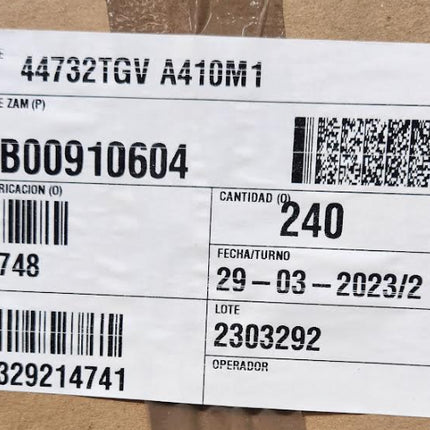 E
44732TGV A410M1
E ZAM (P)
B00910604
RICACION (O)
CANTIDAD (Q)
240
748
FECHA/TURNO
29-03-2023/2
LOTE
2303292
329214741
OPERADOR